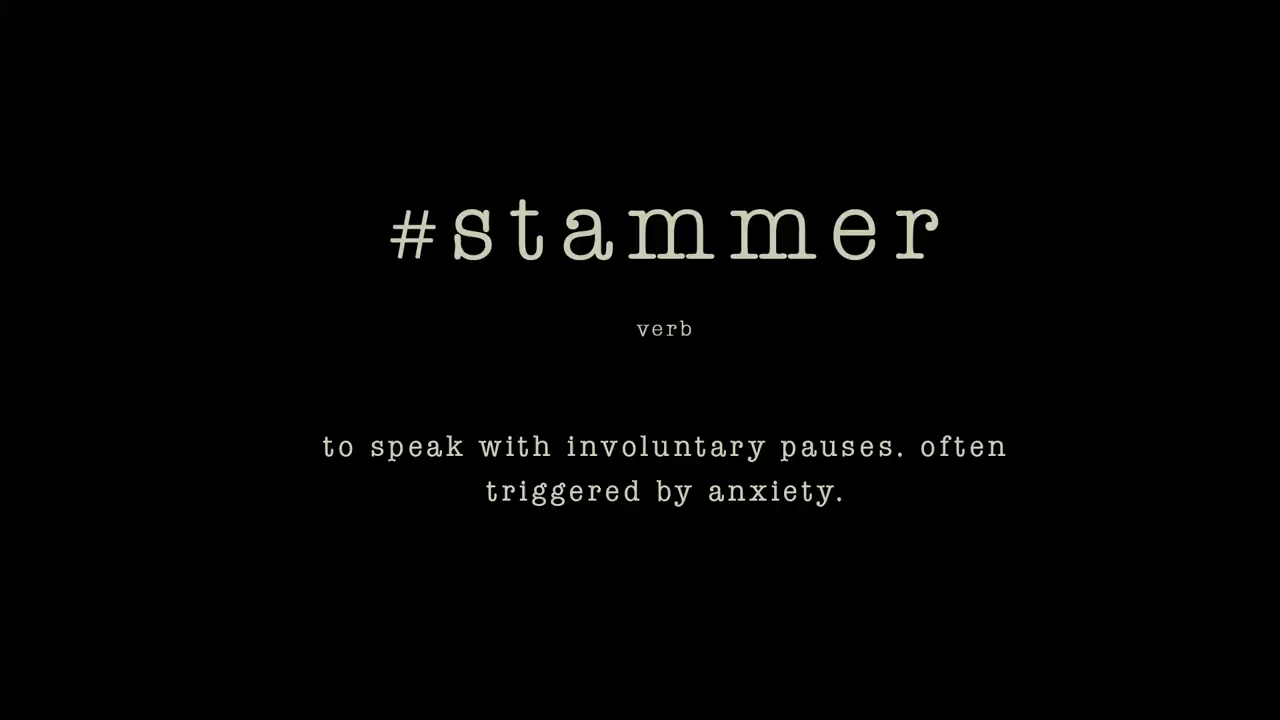 #stammer
verb
to speak with involuntary pauses. often
triggered by anxiety.